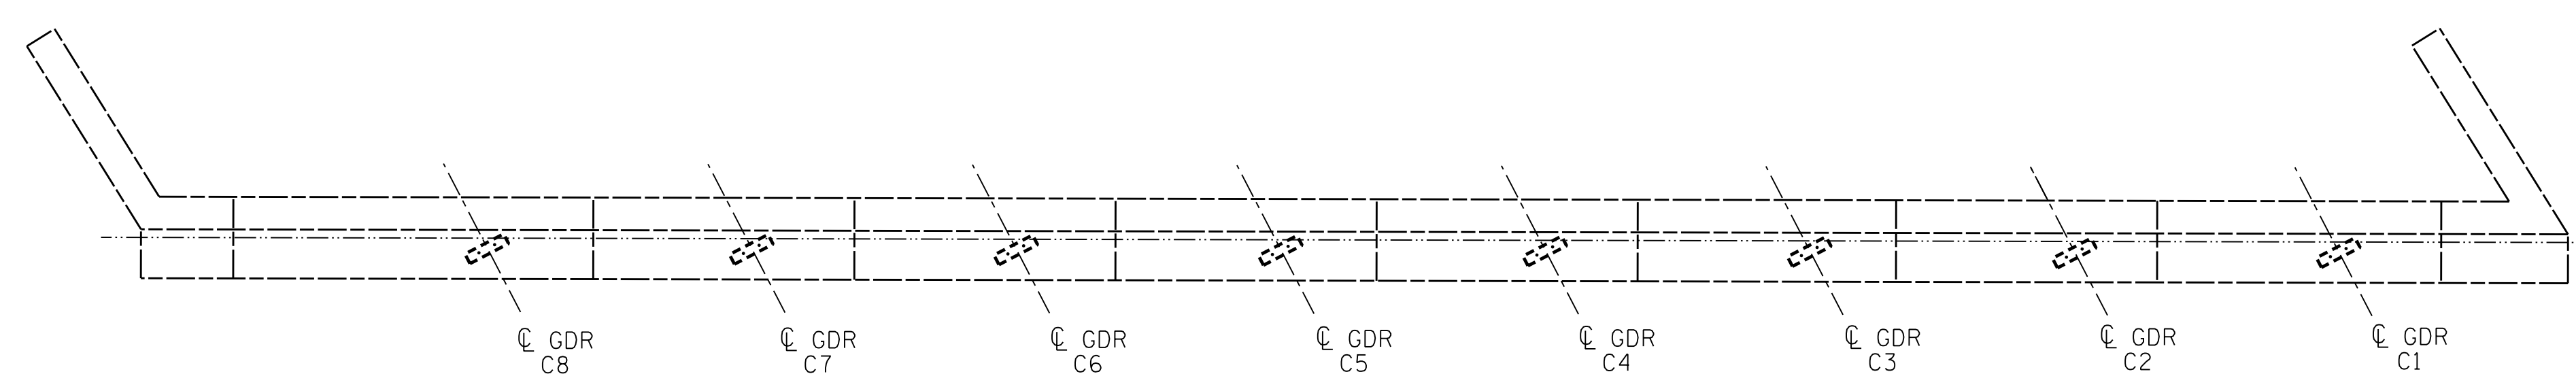 ℄ GDR
C8
℄ GDR
C7
℄ GDR
C6
℄ GDR
C5
℄ GDR
C4
℄ GDR
C3
℄ GDR
C2
℄ GDR
C1